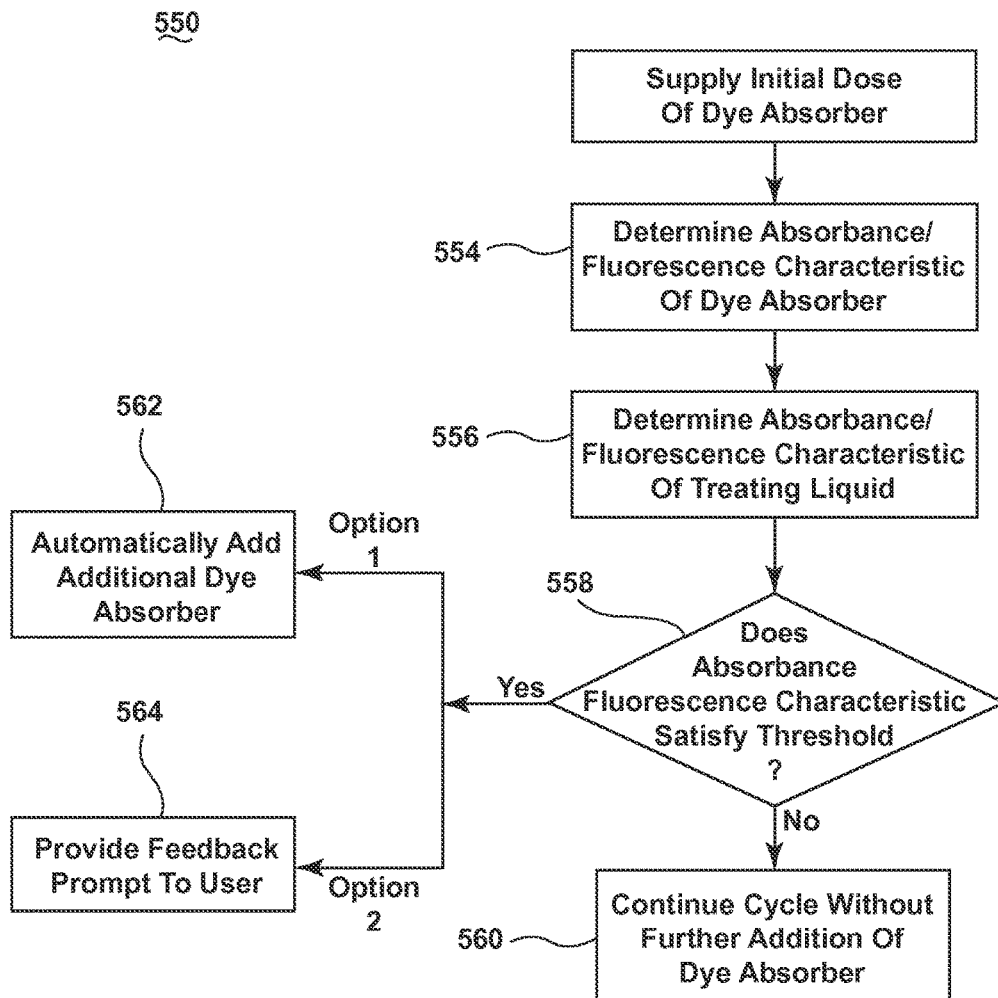 550
Supply Initial Dose
Of Dye Absorber
554
Determine Absorbance/
Fluorescence Characteristic
Of Dye Absorber
556
Determine Absorbance/
Fluorescence Characteristic
Of Treating Liquid
558
Does
Absorbance
Fluorescence Characteristic
Satisfy Threshold
?
Yes
No
562
Option
1
Automatically Add
Additional Dye
Absorber
564
Provide Feedback
Prompt To User
Option
2
560
Continue Cycle Without
Further Addition Of
Dye Absorber